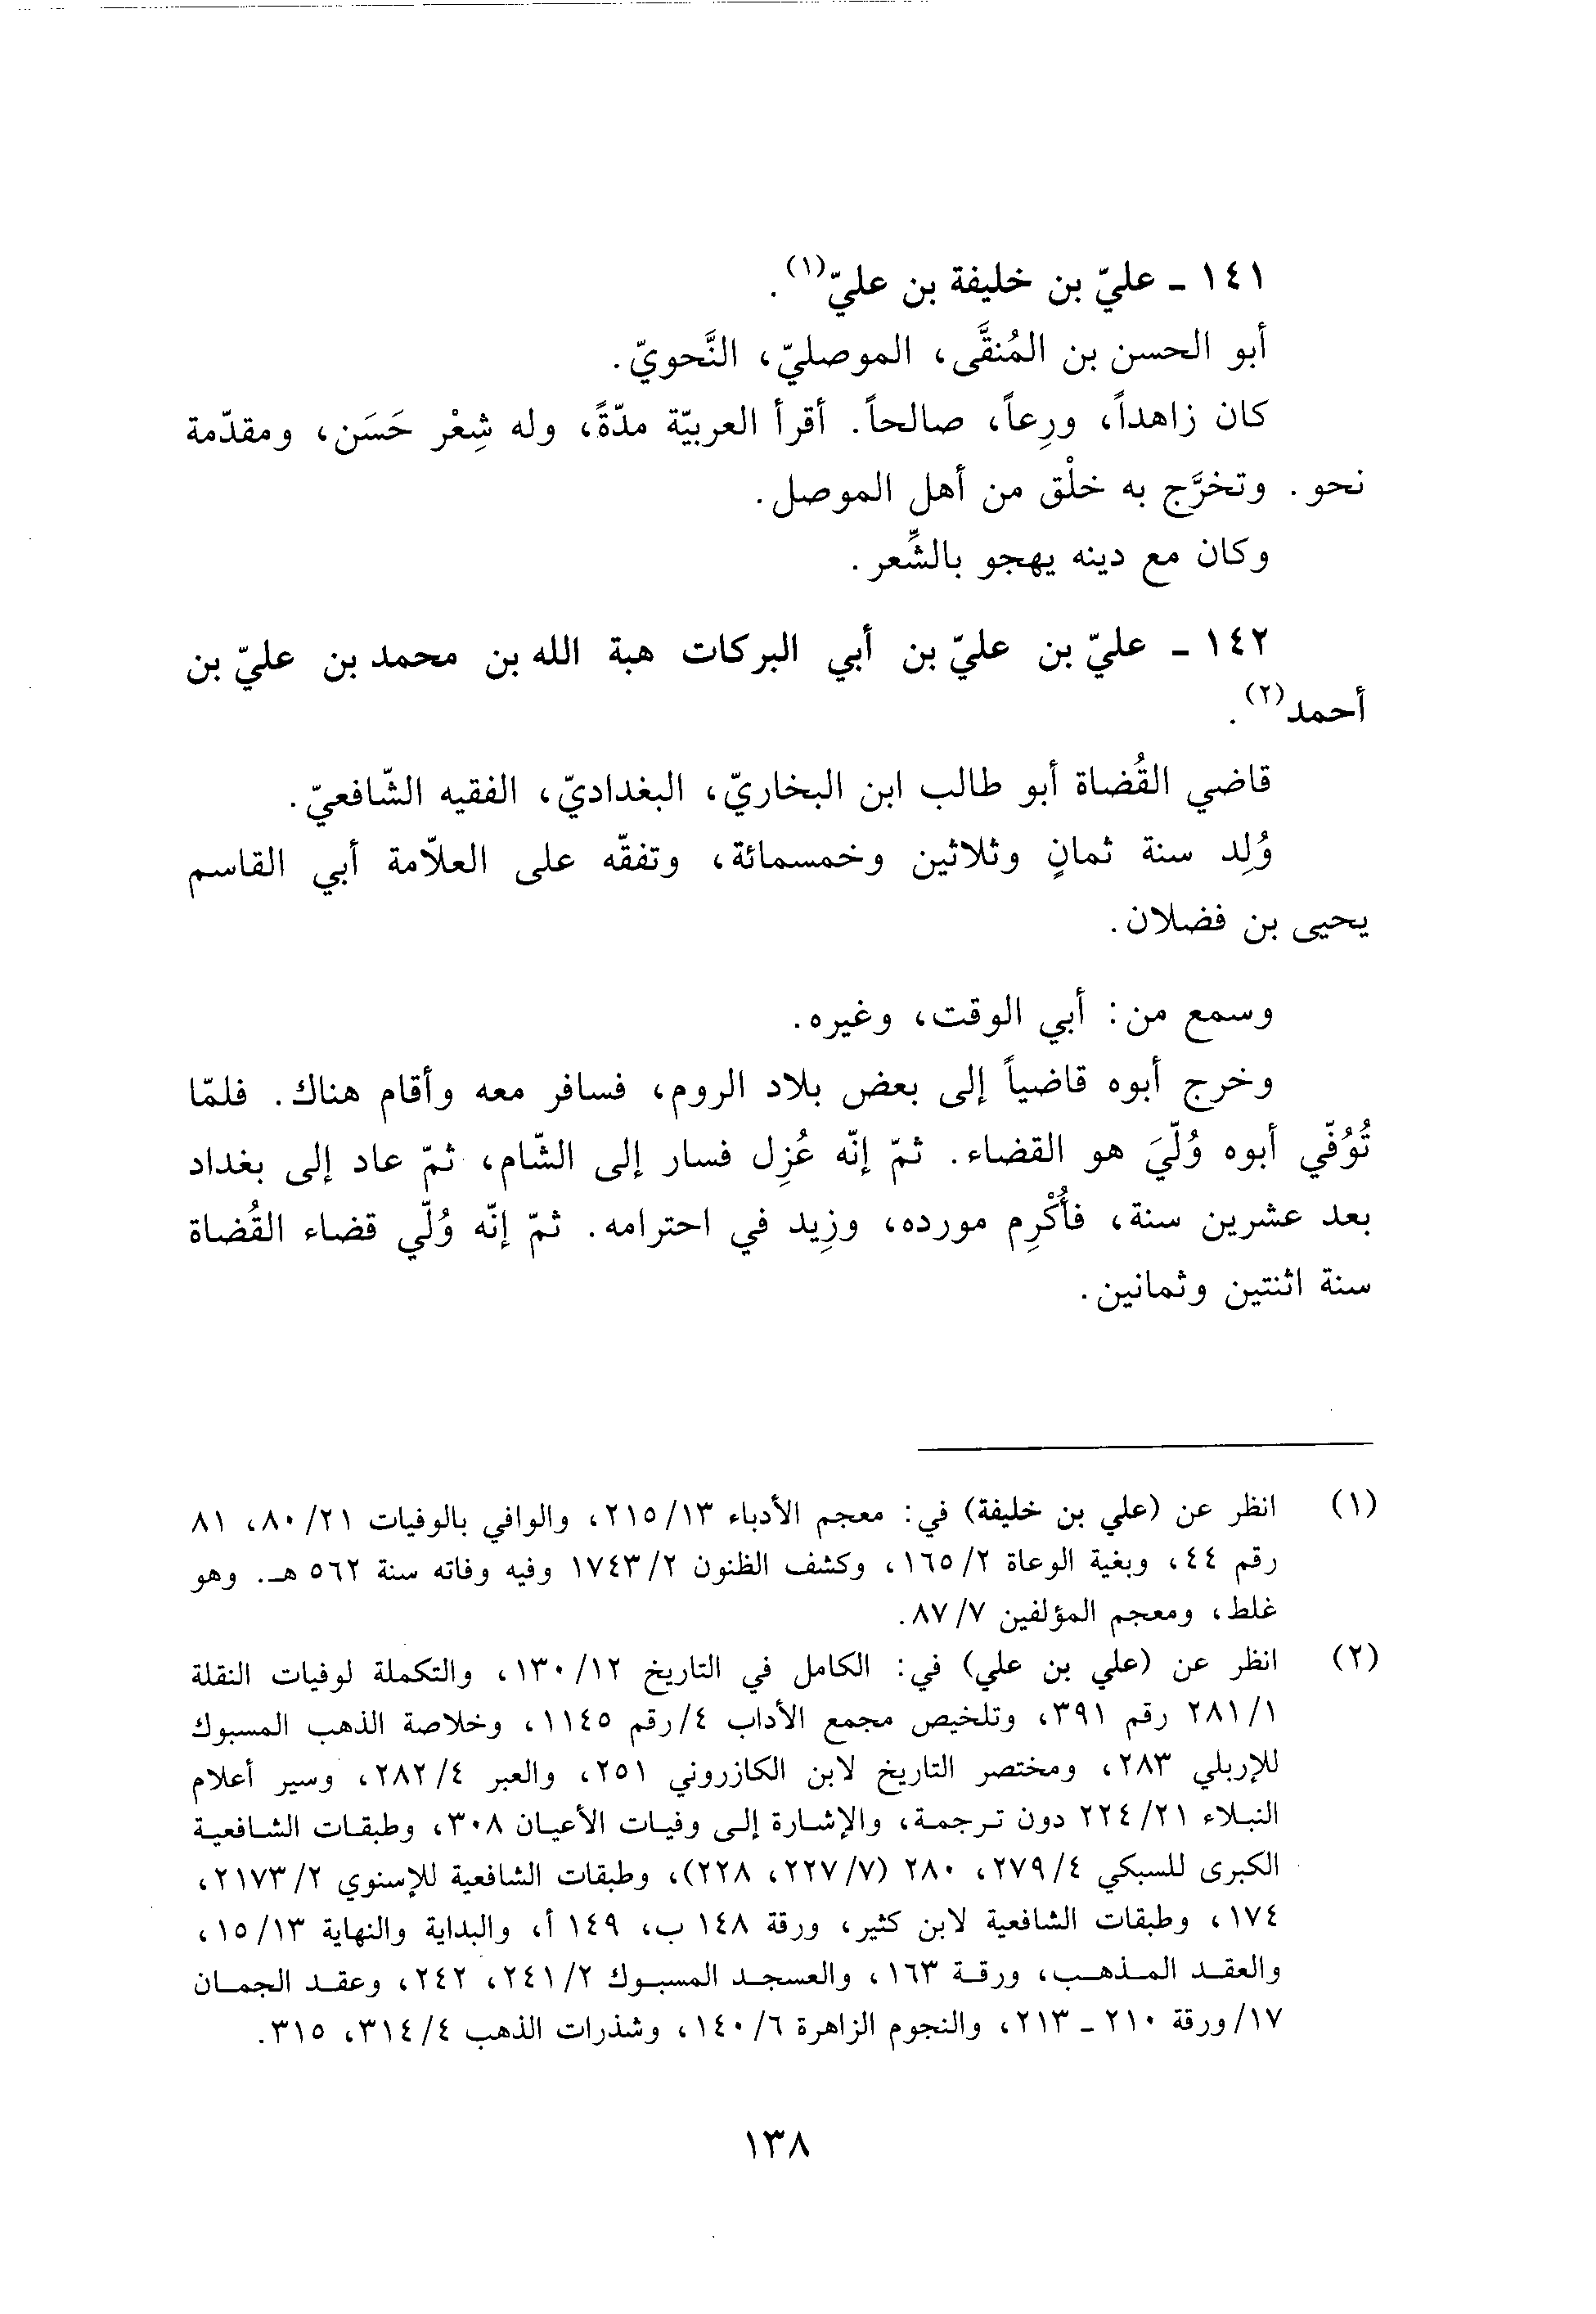 ١٤١ - عليّ بن خليفة بن عليّ(١).
أبو الحسن بن المُنقَّى، الموصليّ، النَّحويّ.
كان زاهداً، ورِعاً، صالحاً. أقرأ العربيّة مدّةً، وله شِعْر حَسَن، ومقدّمة
نحو. وتخرَّج به خلْق من أهل الموصل.
وكان مع دينه يهجو بالشِّعر.
١٤٢ - عليّ بن عليّ بن أبي البركات هبة الله بن محمد بن عليّ بن
أحمد(٢).
قاضي القُضاة أبو طالب ابن البخاريّ، البغداديّ، الفقيه الشّافعيّ.
وُلِد سنة ثمانٍ وثلاثين وخمسمائة، وتفقّه على العلاّمة أبي القاسم
يحيى بن فضلان.
وسمع من: أبي الوقت، وغيره.
وخرج أبوه قاضياً إلى بعض بلاد الروم، فسافر معه وأقام هناك. فلمّا
تُوُفّي أبوه وُلّيَ هو القضاء. ثمّ إنّه عُزِل فسار إلى الشّام، ثمّ عاد إلى بغداد
بعد عشرين سنة، فأُكْرِم مورده، وزِيد في احترامه. ثمّ إنّه وُلّي قضاء القُضاة
سنة اثنتين وثمانين.
(١) انظر عن (علي بن خليفة) في: معجم الأدباء ١٣/٢١٥، والوافي بالوفيات ٢١/٨٠، ٨١
رقم ٤٤، وبغية الوعاة ٢/١٦٥، وكشف الظنون ٢/١٧٤٣ وفيه وفاته سنة ٥٦٢ هـ. وهو
غلط، ومعجم المؤلفين ٧/٨٧.
(٢) انظر عن (علي بن علي) في: الكامل في التاريخ ١٢/١٣٠، والتكملة لوفيات النقلة
١/٢٨١ رقم ٣٩١، وتلخيص مجمع الأداب ٤/رقم ١١٤٥، وخلاصة الذهب المسبوك
للإربلي ٢٨٣، ومختصر التاريخ لابن الكازروني ٢٥١، والعبر ٤/٢٨٢، وسير أعلام
النبلاء ٢١/٢٢٤ دون ترجمة، والإشارة إلى وفيات الأعيان ٣٠٨، وطبقات الشافعية
الكبرى للسبكي ٤/٢٧٩، ٢٨٠ (٧/٢٢٧، ٢٢٨)، وطبقات الشافعية للإسنوي ٢/٢١٧٣،
١٧٤، وطبقات الشافعية لابن كثير، ورقة ١٤٨ ب، ١٤٩ أ، والبداية والنهاية ١٣/١٥،
والعقد المذهب، ورقة ١٦٣، والعسجد المسبوك ٢/٢٤١، ٢٤٢، وعقد الجمان
١٧/ورقة ٢١٠ - ٢١٣، والنجوم الزاهرة ٦/١٤٠، وشذرات الذهب ٤/٣١٤، ٣١٥.
١٣٨